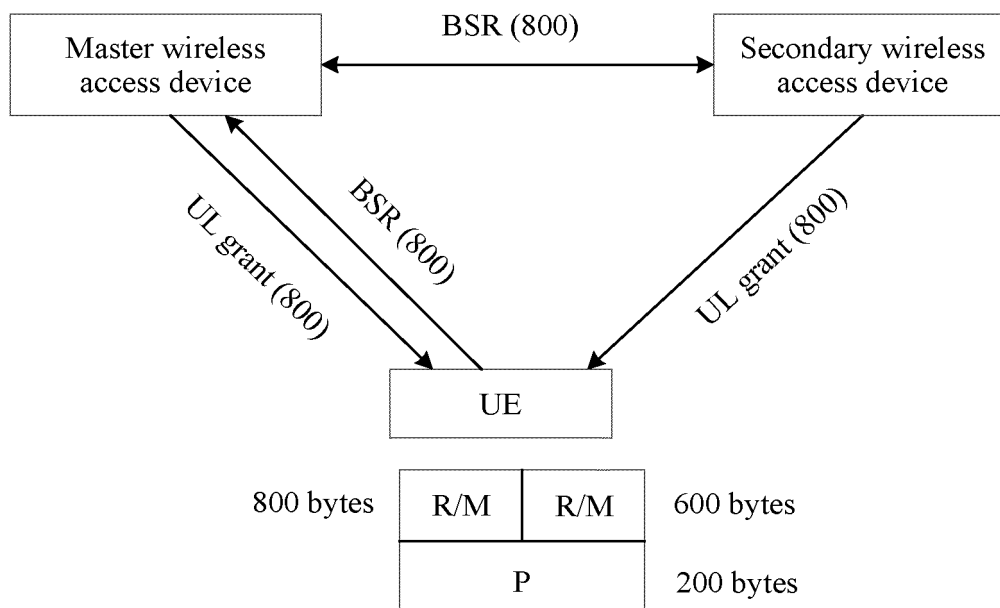 BSR (800)
Master wireless
access device
Secondary wireless
access device
UL grant (800)
BSR (800)
UL grant (800)
UE
800 bytes
R/M
R/M
600 bytes
P
200 bytes